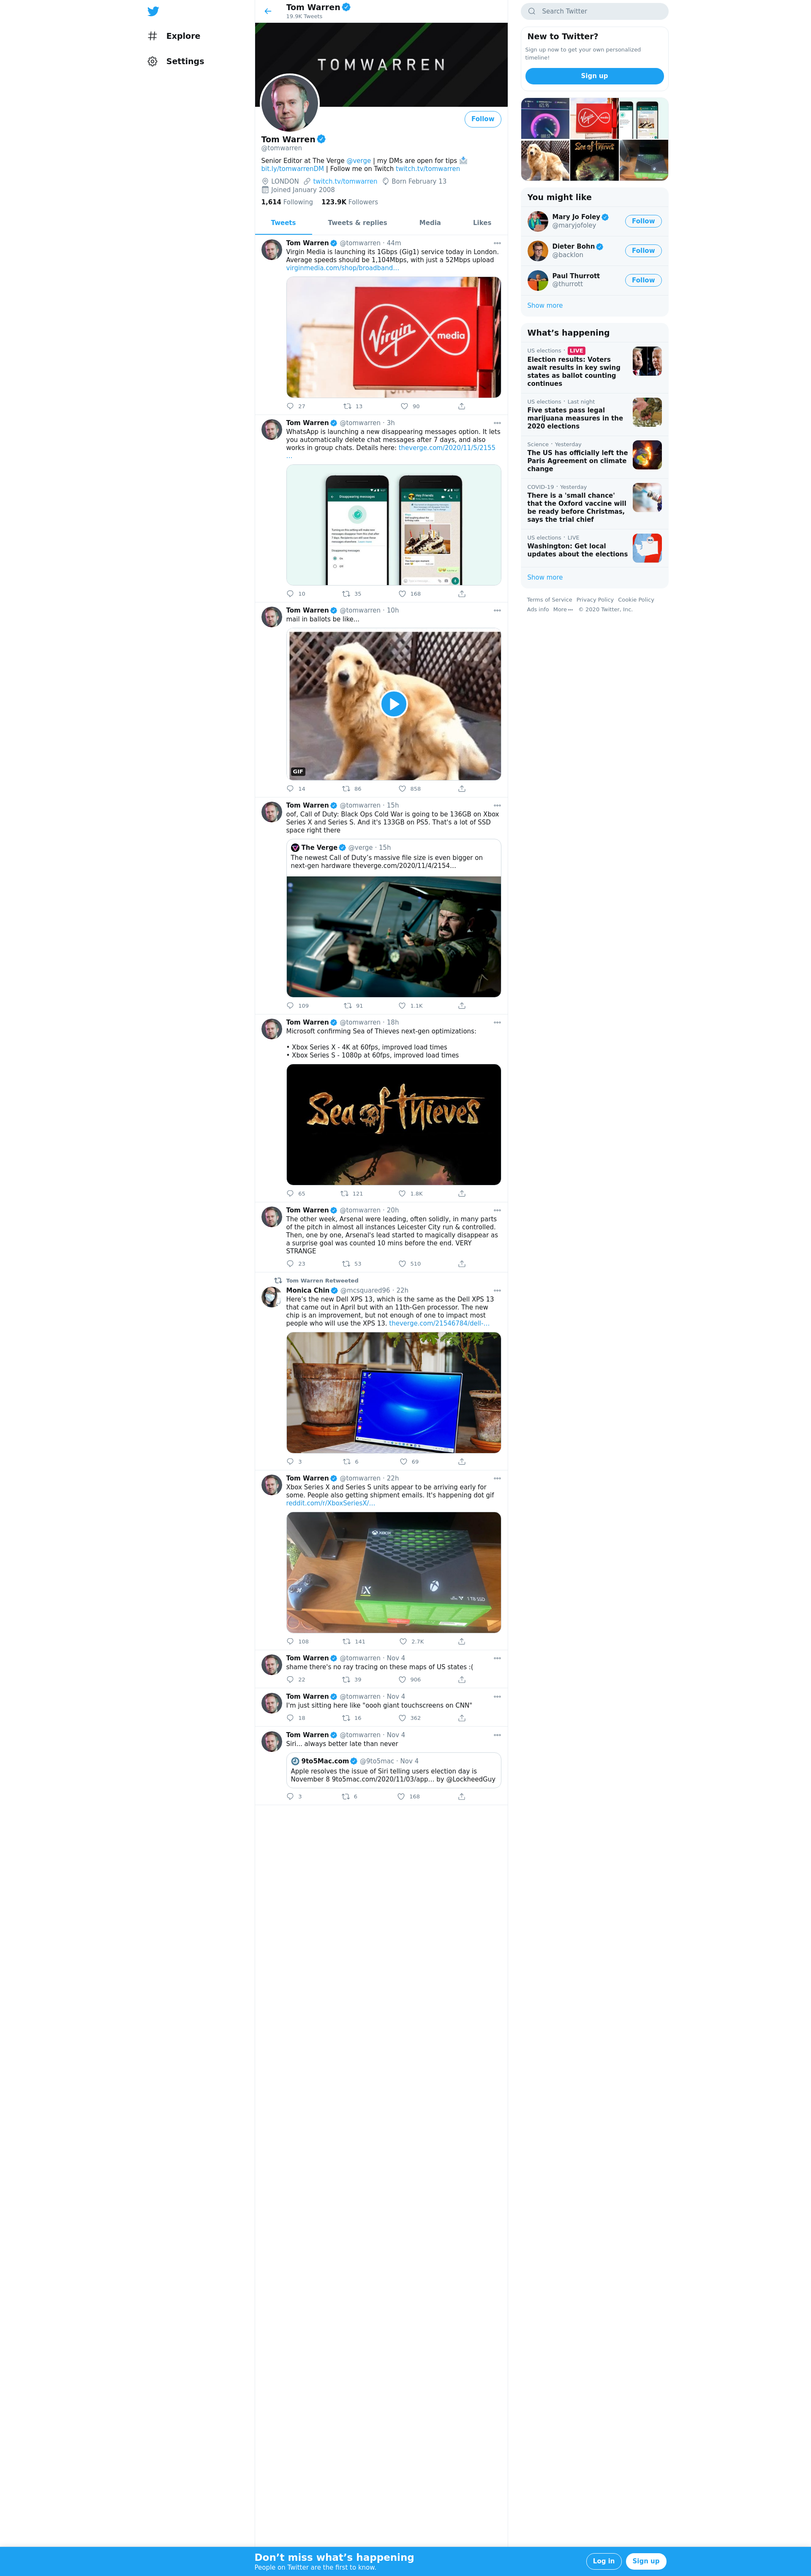 Explore
Settings
Tom Warren
19.9K Tweets
TOMWARREN
Follow
Tom Warren
@tomwarren
Senior Editor at The Verge @verge | my DMs are open for tips
bit.ly/tomwarrenDM | Follow me on Twitch twitch.tv/tomwarren
LONDON twitch.tv/tomwarren Born February 13
Joined January 2008
1,614 Following 123.9K Followers
Tweets Tweets & replies Media Likes
Tom Warren @tomwarren · 44m
Virgin Media is launching its 1Gbps (Gig1) service today in London.
Average speeds should be 1,104Mbps, with just a 52Mbps upload
virginmedia.com/shop/broadband…
Virgin media
27 13 90
Tom Warren @tomwarren · 3h
WhatsApp is launching a new disappearing messages option. It lets
you automatically delete chat messages after 7 days, and also
works in group chats. Details here: theverge.com/2020/11/5/2155
…
Disappearing messages
10 35 168
Tom Warren @tomwarren · 10h
mail in ballots be like...
GIF
14 86 858
Tom Warren @tomwarren · 15h
oof, Call of Duty: Black Ops Cold War is going to be 136GB on Xbox
Series X and Series S. And it's 133GB on PS5. That's a lot of SSD
space right there
The Verge @verge · 15h
The newest Call of Duty’s massive file size is even bigger on
next-gen hardware theverge.com/2020/11/4/2154…
109 91 1.1K
Tom Warren @tomwarren · 18h
Microsoft confirming Sea of Thieves next-gen optimizations:
• Xbox Series X - 4K at 60fps, improved load times
• Xbox Series S - 1080p at 60fps, improved load times
Sea of Thieves
65 121 1.8K
Tom Warren @tomwarren · 20h
The other week, Arsenal were leading, often solidly, in many parts
of the pitch in almost all instances Leicester City run & controlled.
Then, one by one, Arsenal’s lead started to magically disappear as
a surprise goal was counted 10 mins before the end. VERY
STRANGE
23 53 510
Tom Warren Retweeted
Monica Chin @mcsquared96 · 22h
Here’s the new Dell XPS 13, which is the same as the Dell XPS 13
that came out in April but with an 11th-Gen processor. The new
chip is an improvement, but not enough of one to impact most
people who will use the XPS 13. theverge.com/21546784/dell-…
3 6 69
Tom Warren @tomwarren · 22h
Xbox Series X and Series S units appear to be arriving early for
some. People also getting shipment emails. It's happening dot gif
reddit.com/r/XboxSeriesX/…
XBOX
X
1TB SSD
108 141 2.7K
Tom Warren @tomwarren · Nov 4
shame there's no ray tracing on these maps of US states :(
22 39 906
Tom Warren @tomwarren · Nov 4
I'm just sitting here like "oooh giant touchscreens on CNN"
18 16 362
Tom Warren @tomwarren · Nov 4
Siri... always better late than never
9to5Mac.com @9to5mac · Nov 4
Apple resolves the issue of Siri telling users election day is
November 8 9to5mac.com/2020/11/03/app… by @LockheedGuy
3 6 168
Search Twitter
New to Twitter?
Sign up now to get your own personalized
timeline!
Sign up
Virgin media
Sea of Thieves
You might like
Mary Jo Foley
@maryjofoley
Follow
Dieter Bohn
@backlon
Follow
Paul Thurrott
@thurrott
Follow
Show more
What’s happening
US elections · LIVE
Election results: Voters
await results in key swing
states as ballot counting
continues
US elections · Last night
Five states pass legal
marijuana measures in the
2020 elections
Science · Yesterday
The US has officially left the
Paris Agreement on climate
change
COVID-19 · Yesterday
There is a 'small chance'
that the Oxford vaccine will
be ready before Christmas,
says the trial chief
US elections · LIVE
Washington: Get local
updates about the elections
Show more
Terms of Service Privacy Policy Cookie Policy
Ads info More © 2020 Twitter, Inc.
Don’t miss what’s happening
People on Twitter are the first to know.
Log in Sign up